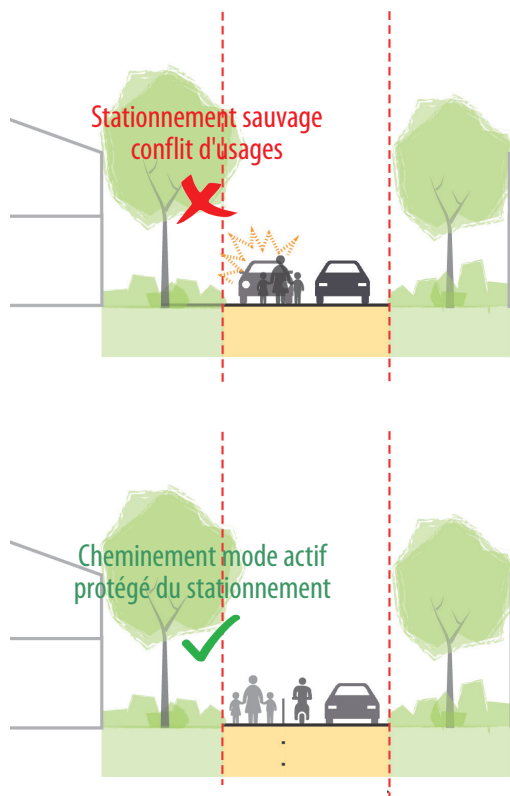 Stationnement sauvage
conflit d'usages
Cheminement mode actif
protégé du stationnement